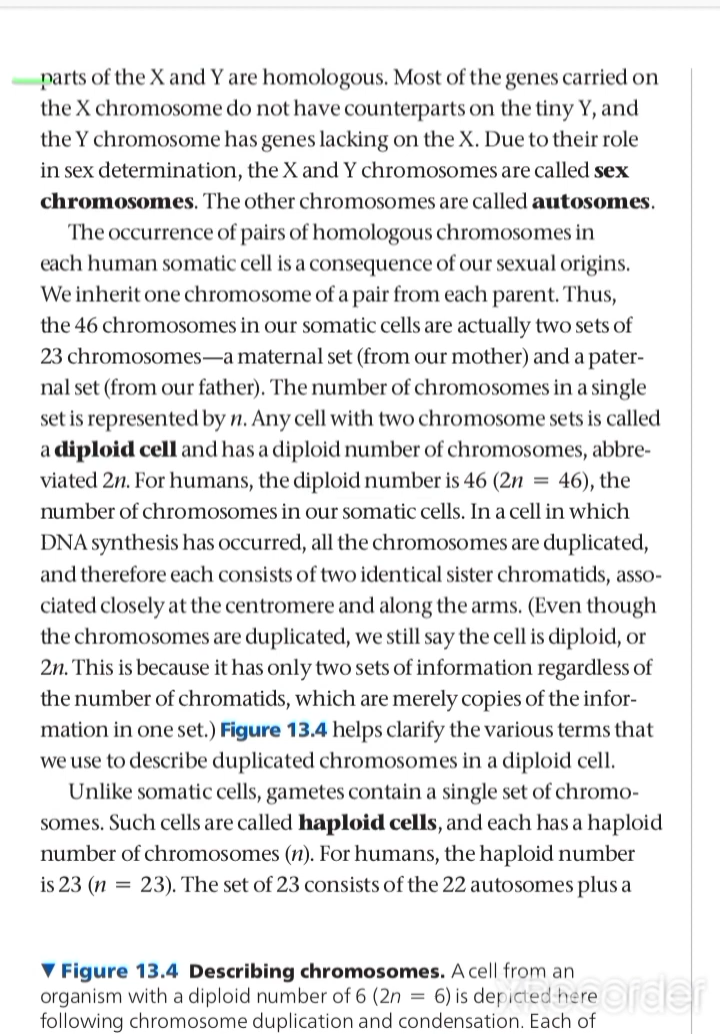 parts of the X and Y are homologous. Most of the genes carried on
the X chromosome do not have counterparts on the tiny Y, and
the Y chromosome has genes lacking on the X. Due to their role
in sex determination, the X and Y chromosomes are called sex
chromosomes. The other chromosomes are called autosomes.
The occurrence of pairs of homologous chromosomes in
each human somatic cell is a consequence of our sexual origins.
We inherit one chromosome of a pair from each parent. Thus,
the 46 chromosomes in our somatic cells are actually two sets of
23 chromosomes—a maternal set (from our mother) and a pater-
nal set (from our father). The number of chromosomes in a single
set is represented by n. Any cell with two chromosome sets is called
a diploid cell and has a diploid number of chromosomes, abbre-
viated 2n. For humans, the diploid number is 46 (2n = 46), the
number of chromosomes in our somatic cells. In a cell in which
DNA synthesis has occurred, all the chromosomes are duplicated,
and therefore each consists of two identical sister chromatids, asso-
ciated closely at the centromere and along the arms. (Even though
the chromosomes are duplicated, we still say the cell is diploid, or
2n. This is because it has only two sets of information regardless of
the number of chromatids, which are merely copies of the infor-
mation in one set.) Figure 13.4 helps clarify the various terms that
we use to describe duplicated chromosomes in a diploid cell.
Unlike somatic cells, gametes contain a single set of chromo-
somes. Such cells are called haploid cells, and each has a haploid
number of chromosomes (n). For humans, the haploid number
is 23 (n = 23). The set of 23 consists of the 22 autosomes plus a
▼ Figure 13.4 Describing chromosomes. A cell from an
organism with a diploid number of 6 (2n = 6) is depicted here
following chromosome duplication and condensation. Each of
XRecorder